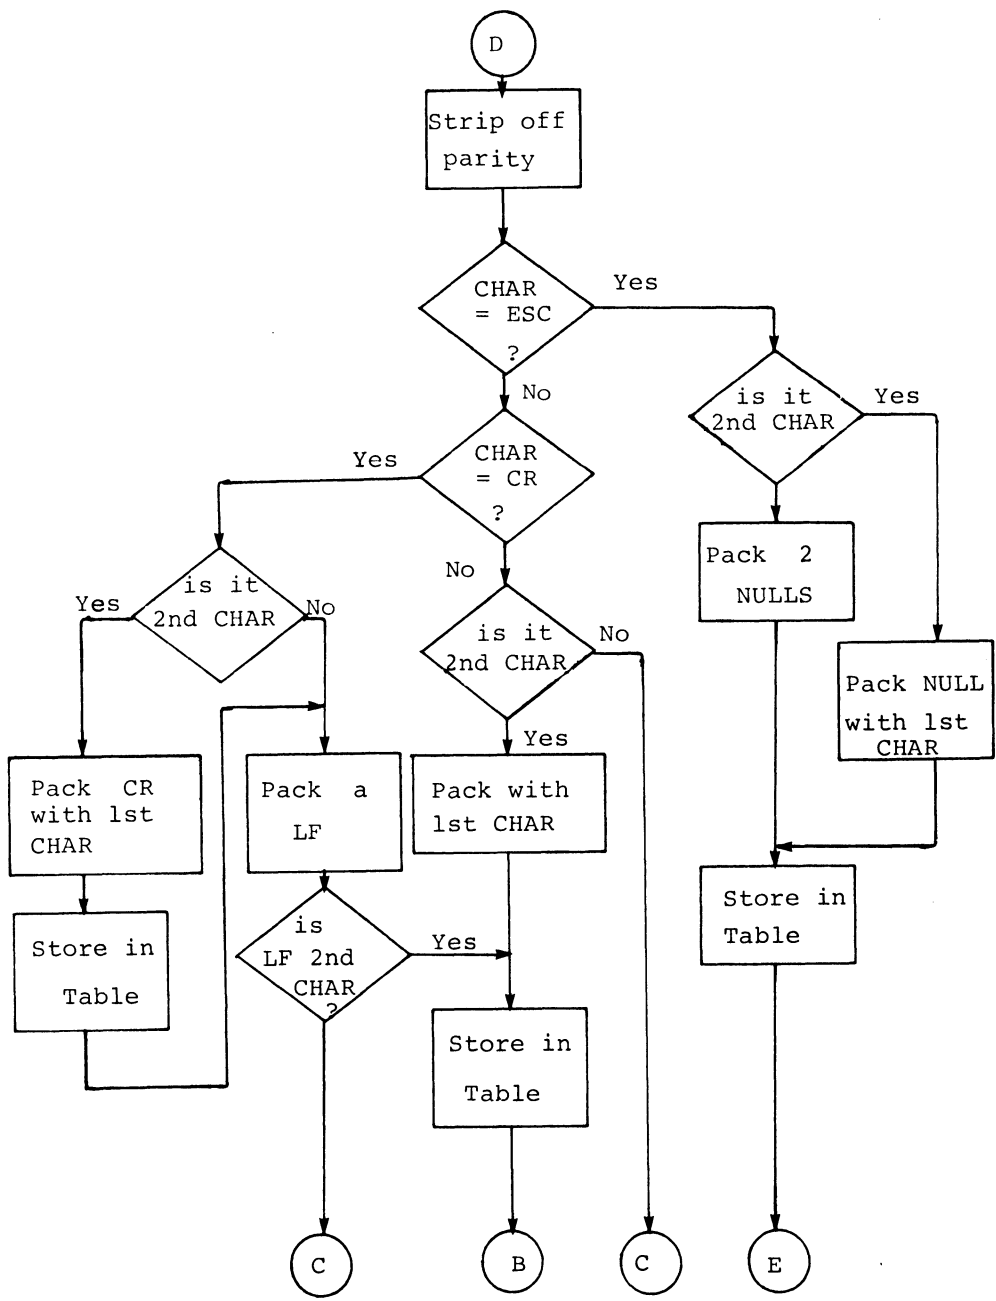 D
Strip off
parity
CHAR
= ESC
?
Yes
No
is it
2nd CHAR
Yes
CHAR
= CR
?
Yes
No
Pack 2
NULLS
is it
2nd CHAR
Yes
No
is it
2nd CHAR
No
Yes
Pack NULL
with 1st
CHAR
Pack CR
with 1st
CHAR
Pack a
LF
Pack with
1st CHAR
Store in
Table
Store in
Table
is
LF 2nd
CHAR
?
Yes
Store in
Table
C
B
C
E